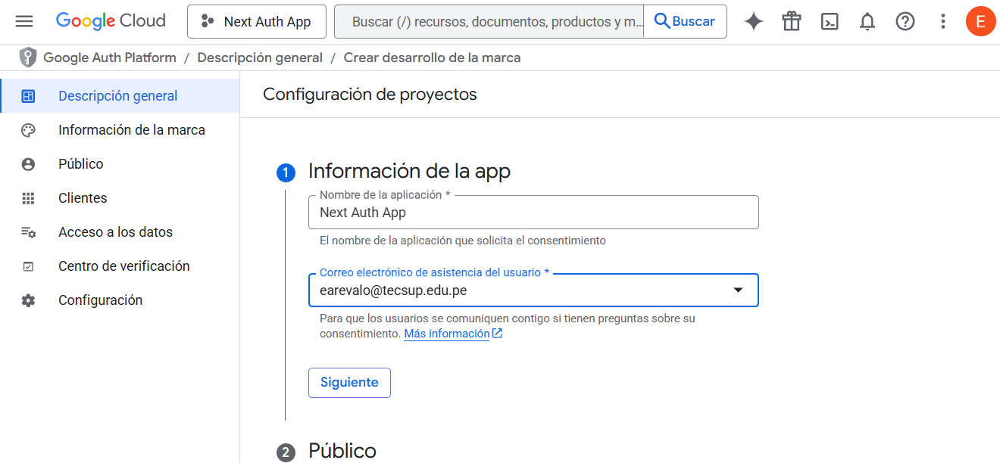 Google Cloud
Next Auth App
Buscar (/) recursos, documentos, productos y m...
Buscar
E
Google Auth Platform / Descripción general / Crear desarrollo de la marca
Descripción general
Información de la marca
Público
Clientes
Acceso a los datos
Centro de verificación
Configuración
Configuración de proyectos
1 Información de la app
Nombre de la aplicación *
Next Auth App
El nombre de la aplicación que solicita el consentimiento
Correo electrónico de asistencia del usuario *
earevalo@tecsup.edu.pe
Para que los usuarios se comuniquen contigo si tienen preguntas sobre su
consentimiento. Más información
Siguiente
2 Público